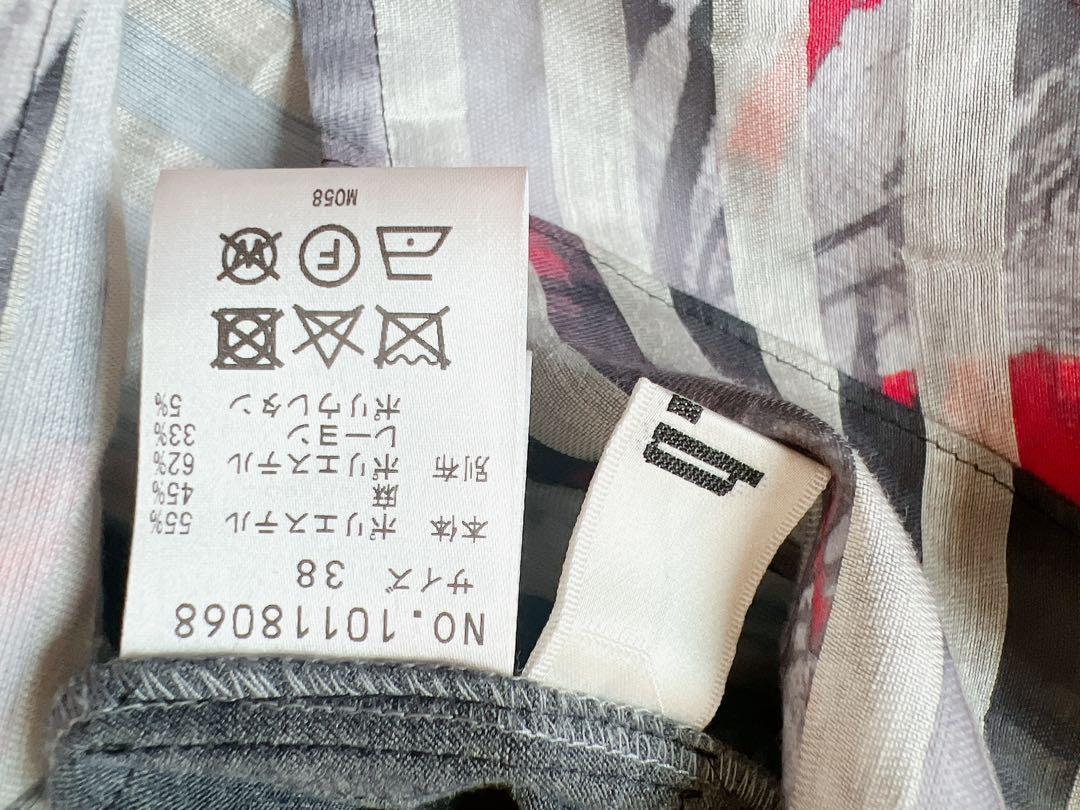 NO.10118068
サイズ 38
本体 ポリエステル 55%
麻 45%
別布 ポリエステル 62%
レーヨン 33%
ポリウレタン 5%
F
W
M058